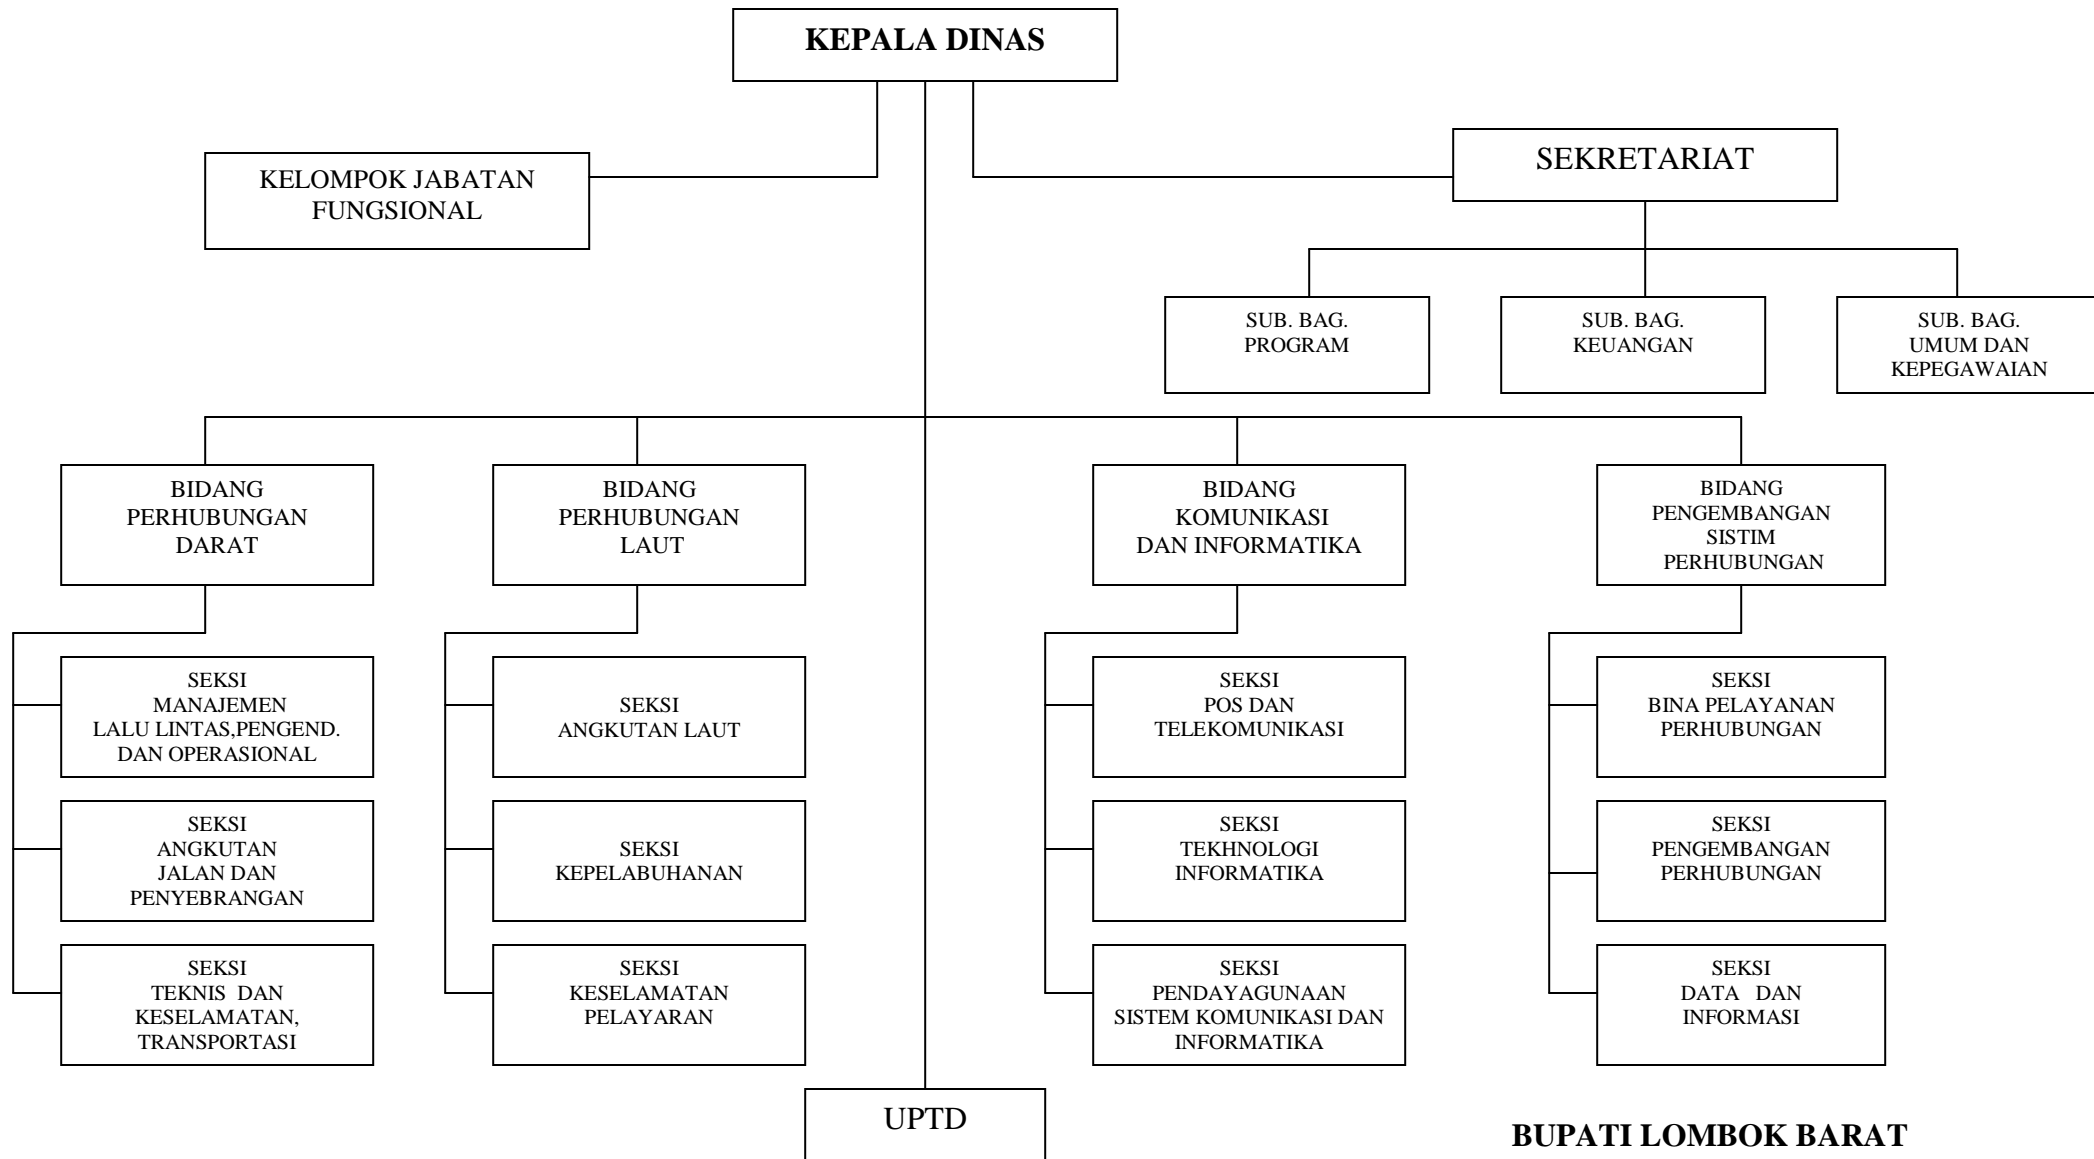 KEPALA DINAS
KELOMPOK JABATAN
FUNGSIONAL
SEKRETARIAT
SUB. BAG.
PROGRAM
SUB. BAG.
KEUANGAN
SUB. BAG.
UMUM DAN
KEPEGAWAIAN
BIDANG
PERHUBUNGAN
DARAT
BIDANG
PERHUBUNGAN
LAUT
BIDANG
KOMUNIKASI
DAN INFORMATIKA
BIDANG
PENGEMBANGAN
SISTIM
PERHUBUNGAN
SEKSI
MANAJEMEN
LALU LINTAS,PENGEND.
DAN OPERASIONAL
SEKSI
ANGKUTAN LAUT
SEKSI
POS DAN
TELEKOMUNIKASI
SEKSI
BINA PELAYANAN
PERHUBUNGAN
SEKSI
ANGKUTAN
JALAN DAN
PENYEBRANGAN
SEKSI
KEPELABUHANAN
SEKSI
TEKHNOLOGI
INFORMATIKA
SEKSI
PENGEMBANGAN
PERHUBUNGAN
SEKSI
TEKNIS DAN
KESELAMATAN,
TRANSPORTASI
SEKSI
KESELAMATAN
PELAYARAN
SEKSI
PENDAYAGUNAAN
SISTEM KOMUNIKASI DAN
INFORMATIKA
SEKSI
DATA DAN
INFORMASI
UPTD
BUPATI LOMBOK BARAT